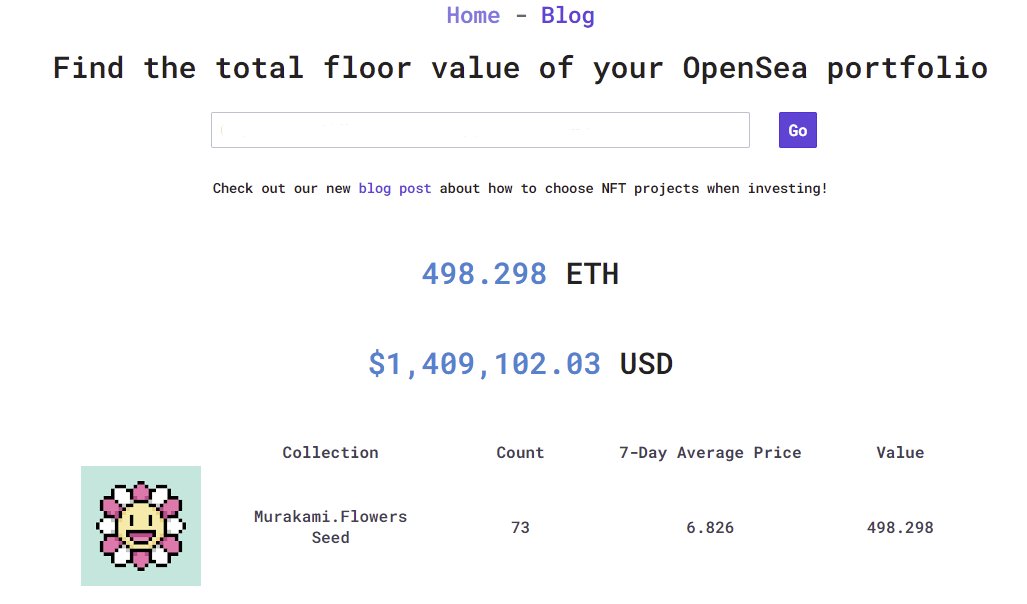 Home - Blog
Find the total floor value of your OpenSea portfolio
Go
Check out our new blog post about how to choose NFT projects when investing!
498.298 ETH
$1,409,102.03 USD
Collection Count 7-Day Average Price Value
Murakami.Flowers
Seed
73 6.826 498.298